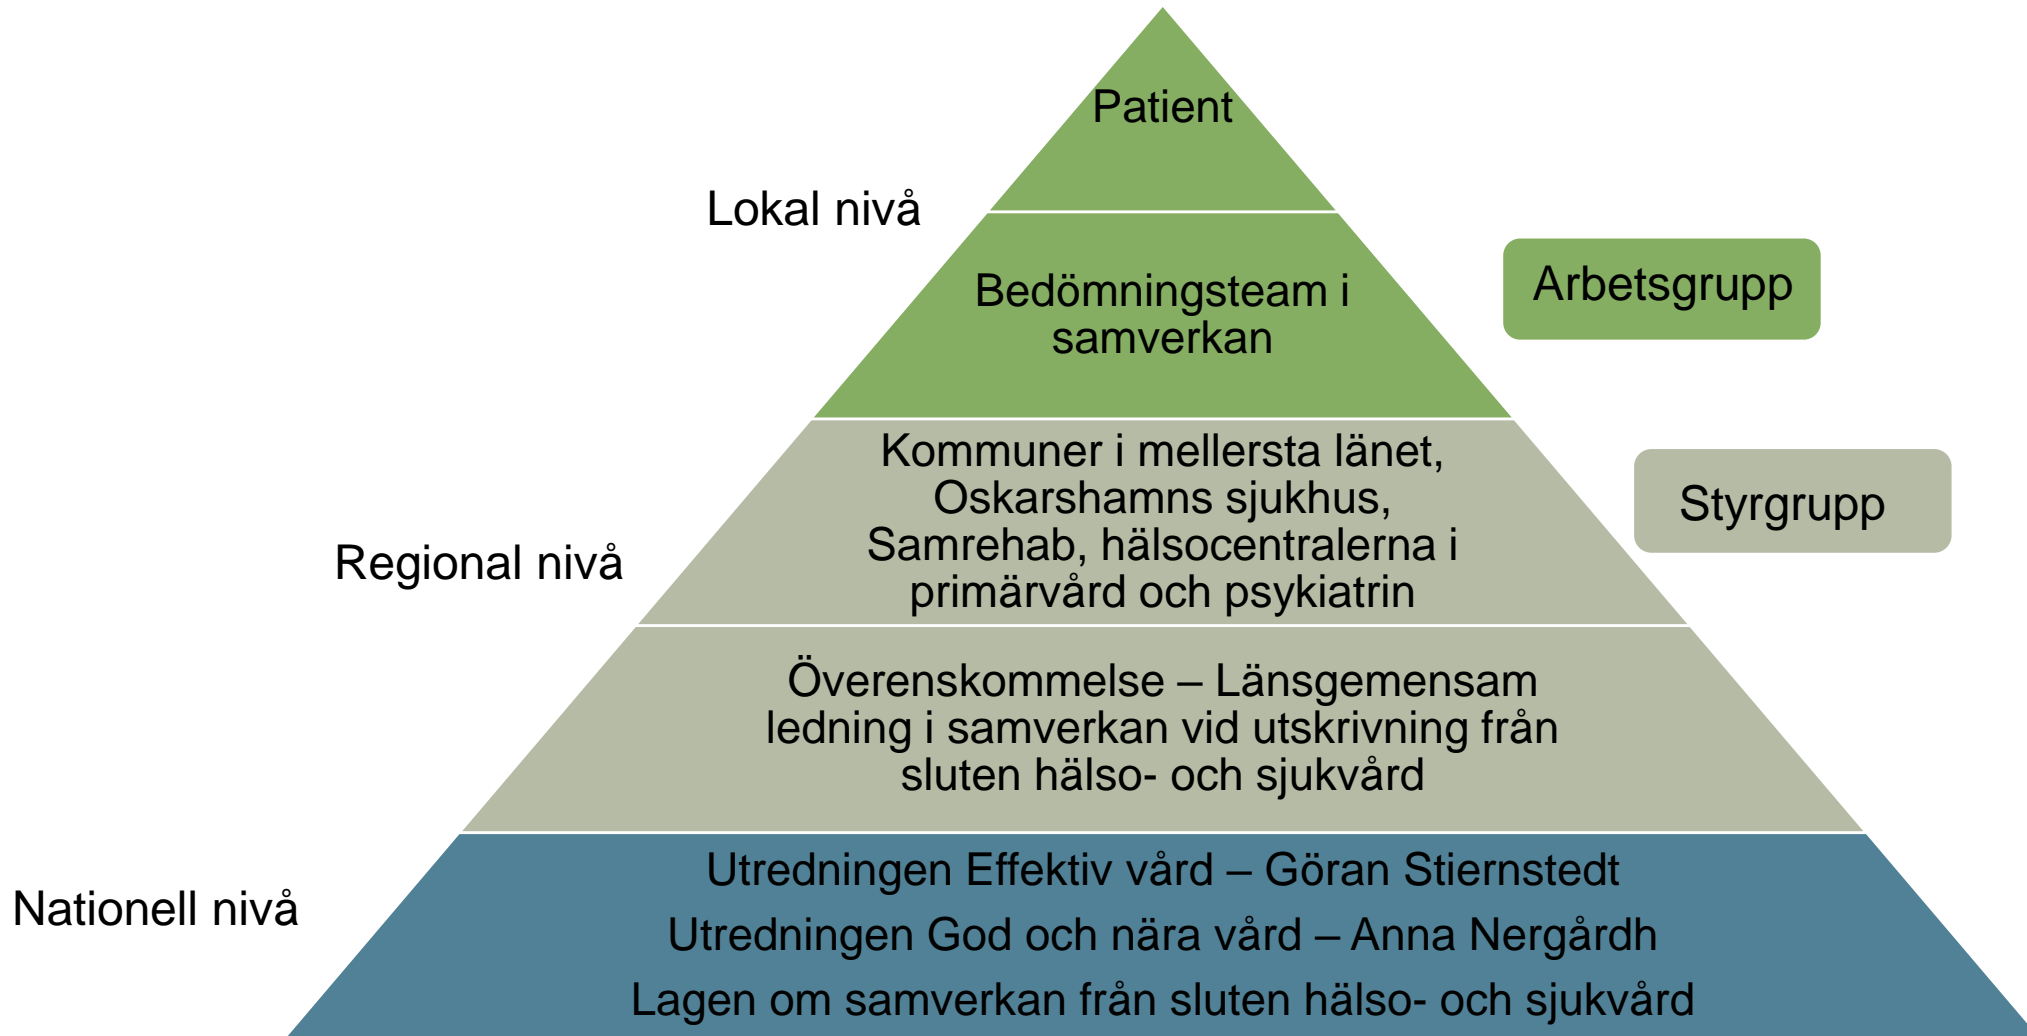 Patient
Lokal nivå
Bedömningsteam i
samverkan
Arbetsgrupp
Kommuner i mellersta länet,
Oskarshamns sjukhus,
Samrehab, hälsocentralerna i
primärvård och psykiatrin
Styrgrupp
Regional nivå
Överenskommelse – Länsgemensam
ledning i samverkan vid utskrivning från
sluten hälso- och sjukvård
Nationell nivå
Utredningen Effektiv vård – Göran Stiernstedt
Utredningen God och nära vård – Anna Nergårdh
Lagen om samverkan från sluten hälso- och sjukvård